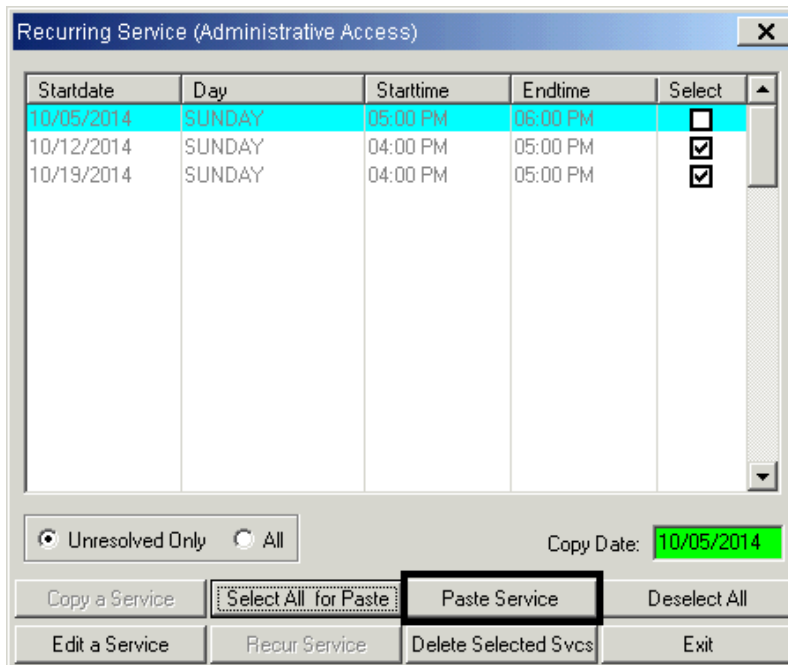 Recurring Service (Administrative Access)
Startdate Day Starttime Endtime Select
10/05/2014 SUNDAY 05:00 PM 06:00 PM
10/12/2014 SUNDAY 04:00 PM 05:00 PM
10/19/2014 SUNDAY 04:00 PM 05:00 PM
Unresolved Only All Copy Date: 10/05/2014
Copy a Service Select All for Paste Paste Service Deselect All
Edit a Service Recur Service Delete Selected Svcs Exit